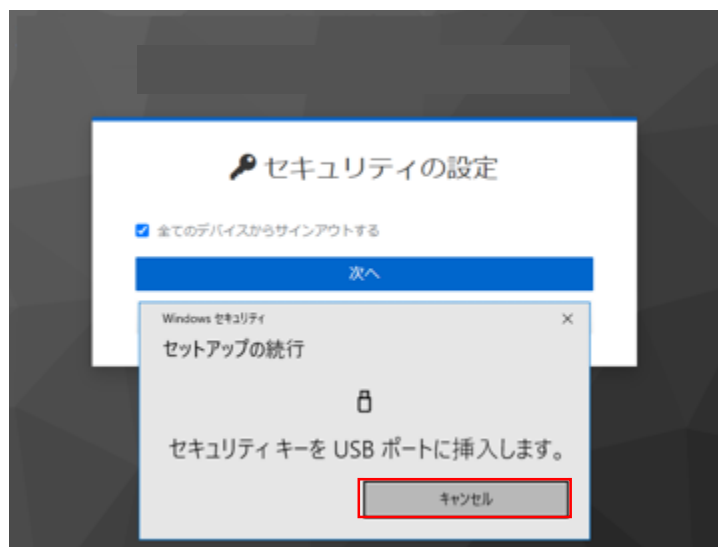 セキュリティの設定
全てのデバイスからサインアウトする
次へ
Windows セキュリティ
セットアップの続行
セキュリティ キーを USB ポートに挿入します。
キャンセル